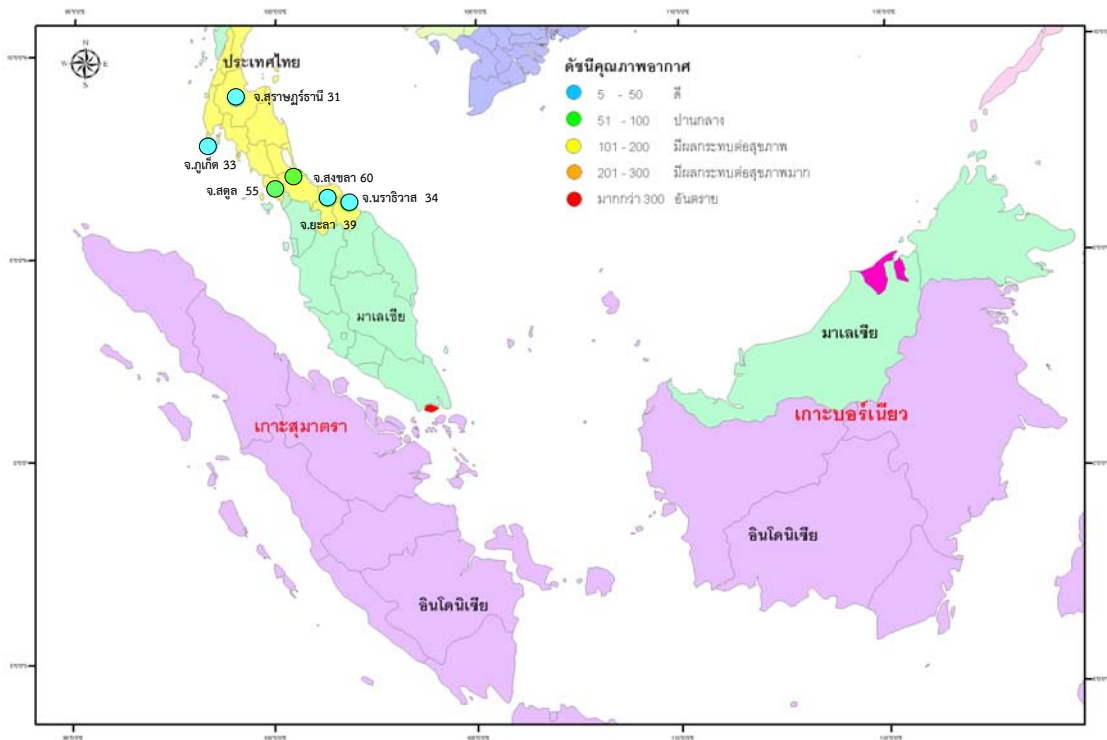 N
W E
S
ประเทศไทย
จ.สุราษฎร์ธานี 31
จ.ภูเก็ต 33
จ.สงขลา 60
จ.สตูล 55
จ.นราธิวาส 34
จ.ยะลา 39
ดัชนีคุณภาพอากาศ
5 - 50 ดี
51 - 100 ปานกลาง
101 - 200 มีผลกระทบต่อสุขภาพ
201 - 300 มีผลกระทบต่อสุขภาพมาก
มากกว่า 300 อันตราย
มาเลเซีย
มาเลเซีย
เกาะสุมาตรา
เกาะบอร์เนียว
อินโดนิเซีย
อินโดนิเซีย